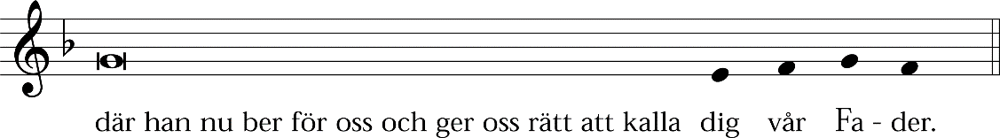 där han nu ber för oss och ger oss rätt att kalla dig vår Fa - der.